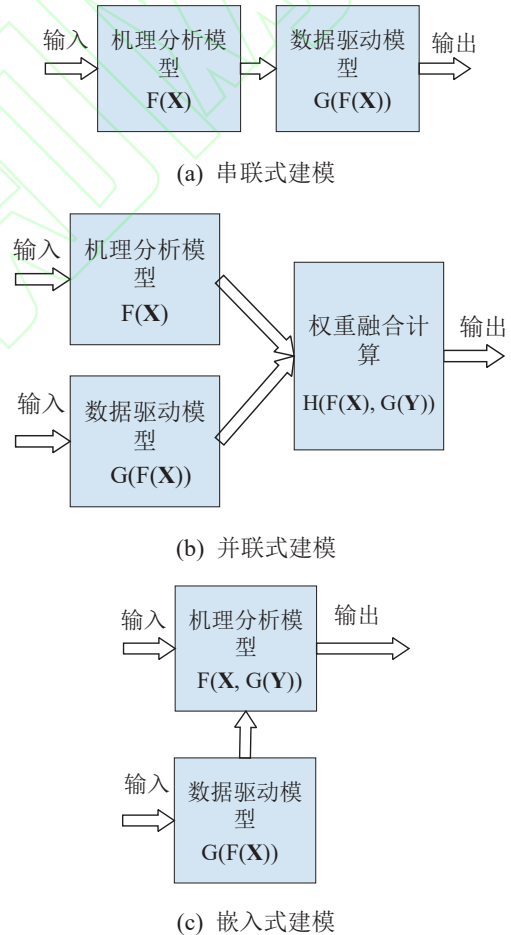 输入
机理分析模
型
F(X)
数据驱动模
型
G(F(X))
输出
(a) 串联式建模
输入
机理分析模
型
F(X)
输入
数据驱动模
型
G(F(X))
权重融合计
算
H(F(X), G(Y))
输出
(b) 并联式建模
输入
机理分析模
型
F(X, G(Y))
输出
输入
数据驱动模
型
G(F(X))
(c) 嵌入式建模